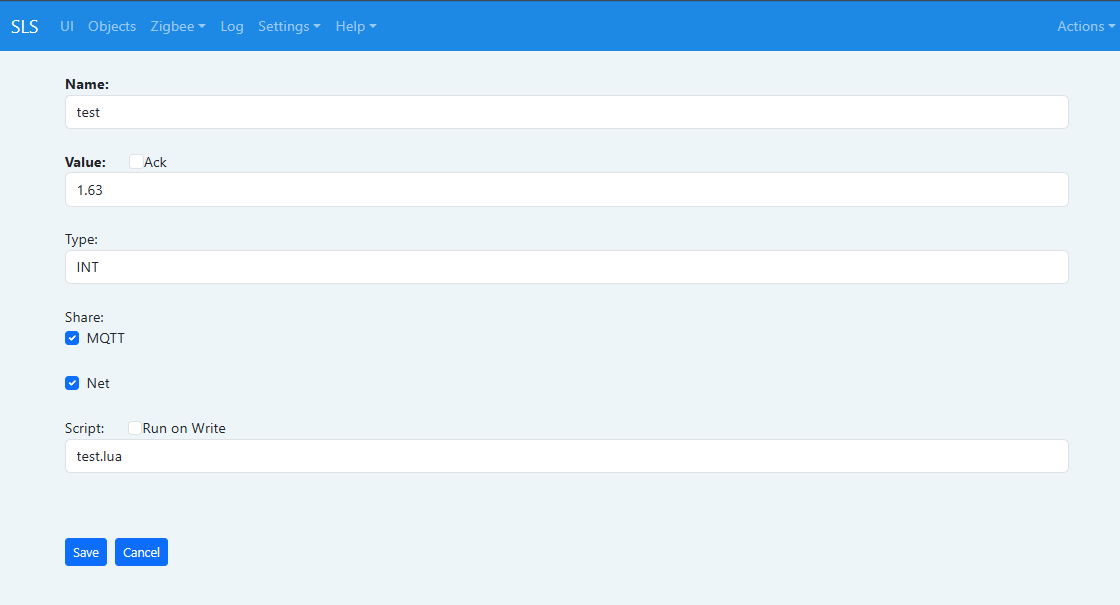 SLS UI Objects Zigbee Log Settings Help Actions
Name:
test
Value: Ack
1.63
Type:
INT
Share:
MQTT
Net
Script: Run on Write
test.lua
Save Cancel